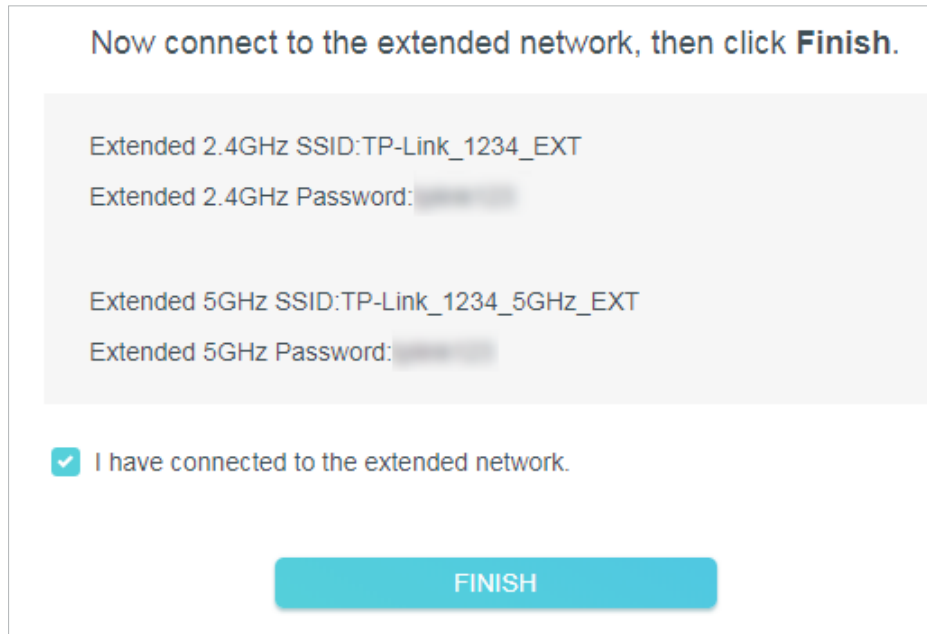 Now connect to the extended network, then click Finish.
Extended 2.4GHz SSID:TP-Link_1234_EXT
Extended 2.4GHz Password:
Extended 5GHz SSID:TP-Link_1234_5GHz_EXT
Extended 5GHz Password:
I have connected to the extended network.
FINISH